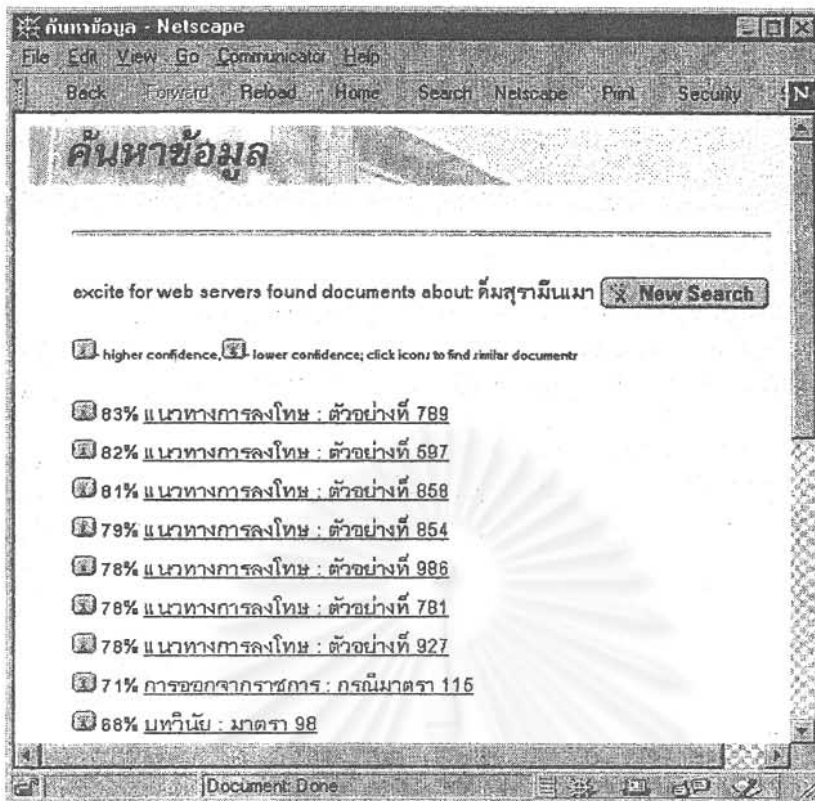 ค้นหาข้อมูล - Netscape
File Edit View Go Communicator Help
Back Forward Reload Home Search Netscape Print Security S N
ค้นหาข้อมูล
excite for web servers found documents about: ดื่มสุรามึนเมา New Search
higher confidence, lower confidence; click icons to find similar documents
83% แนวทางการลงโทษ : ตัวอย่างที่ 789
82% แนวทางการลงโทษ : ตัวอย่างที่ 597
81% แนวทางการลงโทษ : ตัวอย่างที่ 858
79% แนวทางการลงโทษ : ตัวอย่างที่ 854
78% แนวทางการลงโทษ : ตัวอย่างที่ 986
78% แนวทางการลงโทษ : ตัวอย่างที่ 781
78% แนวทางการลงโทษ : ตัวอย่างที่ 927
71% การออกจากราชการ : กรณีมาตรา 115
68% บทวินัย : มาตรา 98
Document: Done